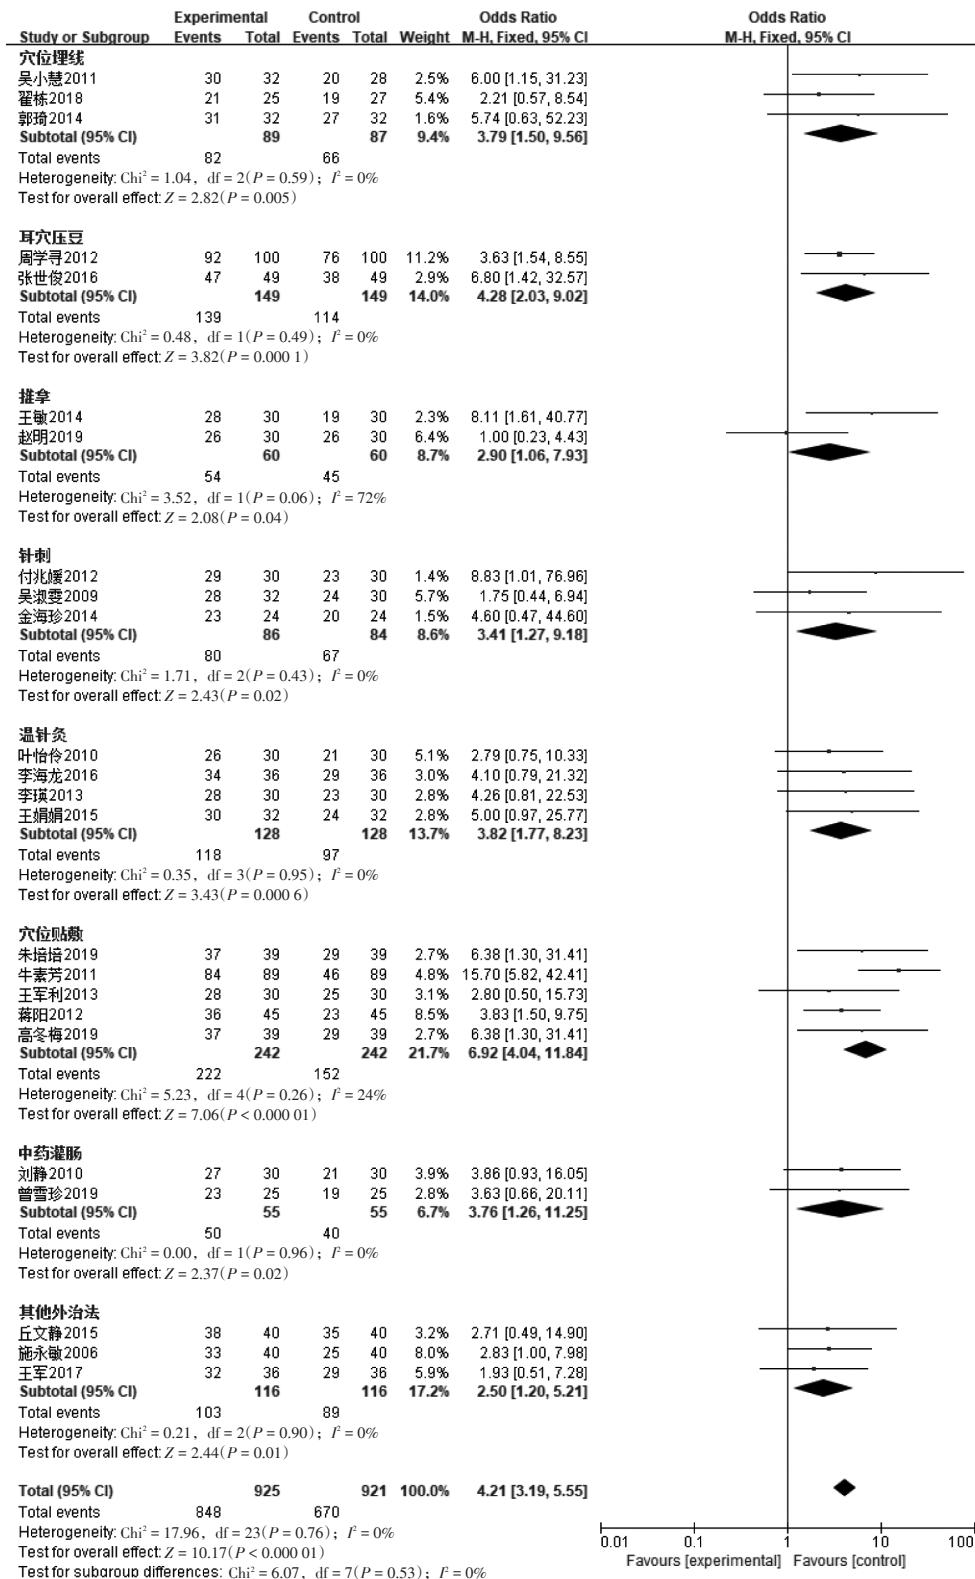 Experimental Control Odds Ratio Odds Ratio
Study or Subgroup Events Total Events Total Weight M-H, Fixed, 95% CI M-H, Fixed, 95% CI
穴位埋线
吴小慧2011 30 32 20 28 2.5% 6.00 [1.15, 31.23]
翟栋2018 21 25 19 27 5.4% 2.21 [0.57, 8.54]
郭琦2014 31 32 27 32 1.6% 5.74 [0.63, 52.23]
Subtotal (95% CI) 89 87 9.4% 3.79 [1.50, 9.56]
Total events 82 66
Heterogeneity: Chi² = 1.04, df = 2(P = 0.59); I² = 0%
Test for overall effect: Z = 2.82(P = 0.005)
耳穴压豆
周学寻2012 92 100 76 100 11.2% 3.63 [1.54, 8.55]
张世俊2016 47 49 38 49 2.9% 6.80 [1.42, 32.57]
Subtotal (95% CI) 149 149 14.0% 4.28 [2.03, 9.02]
Total events 139 114
Heterogeneity: Chi² = 0.48, df = 1(P = 0.49); I² = 0%
Test for overall effect: Z = 3.82(P = 0.000 1)
推拿
王敏2014 28 30 19 30 2.3% 8.11 [1.61, 40.77]
赵明2019 26 30 26 30 6.4% 1.00 [0.23, 4.43]
Subtotal (95% CI) 60 60 8.7% 2.90 [1.06, 7.93]
Total events 54 45
Heterogeneity: Chi² = 3.52, df = 1(P = 0.06); I² = 72%
Test for overall effect: Z = 2.08(P = 0.04)
针刺
付兆媛2012 29 30 23 30 1.4% 8.83 [1.01, 76.96]
吴淑雯2009 28 32 24 30 5.7% 1.75 [0.44, 6.94]
金海珍2014 23 24 20 24 1.5% 4.60 [0.47, 44.60]
Subtotal (95% CI) 86 84 8.6% 3.41 [1.27, 9.18]
Total events 80 67
Heterogeneity: Chi² = 1.71, df = 2(P = 0.43); I² = 0%
Test for overall effect: Z = 2.43(P = 0.02)
温针灸
叶怡伶2010 26 30 21 30 5.1% 2.79 [0.75, 10.33]
李海龙2016 34 36 29 36 3.0% 4.10 [0.79, 21.32]
李瑛2013 28 30 23 30 2.8% 4.26 [0.81, 22.53]
王娟娟2015 30 32 24 32 2.8% 5.00 [0.97, 25.77]
Subtotal (95% CI) 128 128 13.7% 3.82 [1.77, 8.23]
Total events 118 97
Heterogeneity: Chi² = 0.35, df = 3(P = 0.95); I² = 0%
Test for overall effect: Z = 3.43(P = 0.000 6)
穴位贴敷
朱培培2019 37 39 29 39 2.7% 6.38 [1.30, 31.41]
牛素芳2011 84 89 46 89 4.8% 15.70 [5.82, 42.41]
王军利2013 28 30 25 30 3.1% 2.80 [0.50, 15.73]
蒋阳2012 36 45 23 45 8.5% 3.83 [1.50, 9.75]
高冬梅2019 37 39 29 39 2.7% 6.38 [1.30, 31.41]
Subtotal (95% CI) 242 242 21.7% 6.92 [4.04, 11.84]
Total events 222 152
Heterogeneity: Chi² = 5.23, df = 4(P = 0.26); I² = 24%
Test for overall effect: Z = 7.06(P < 0.000 01)
中药灌肠
刘静2010 27 30 21 30 3.9% 3.86 [0.93, 16.05]
曾雪珍2019 23 25 19 25 2.8% 3.63 [0.66, 20.11]
Subtotal (95% CI) 55 55 6.7% 3.76 [1.26, 11.25]
Total events 50 40
Heterogeneity: Chi² = 0.00, df = 1(P = 0.96); I² = 0%
Test for overall effect: Z = 2.37(P = 0.02)
其他外治法
丘文静2015 38 40 35 40 3.2% 2.71 [0.49, 14.90]
施永敏2006 33 40 25 40 8.0% 2.83 [1.00, 7.98]
王军2017 32 36 29 36 5.9% 1.93 [0.51, 7.28]
Subtotal (95% CI) 116 116 17.2% 2.50 [1.20, 5.21]
Total events 103 89
Heterogeneity: Chi² = 0.21, df = 2(P = 0.90); I² = 0%
Test for overall effect: Z = 2.44(P = 0.01)
Total (95% CI) 925 921 100.0% 4.21 [3.19, 5.55]
Total events 848 670
Heterogeneity: Chi² = 17.96, df = 23(P = 0.76); I² = 0%
Test for overall effect: Z = 10.17(P < 0.000 01)
Test for subgroup differences: Chi² = 6.07, df = 7(P = 0.53); I² = 0%
0.01 0.1 1 10 100
Favours [experimental] Favours [control]